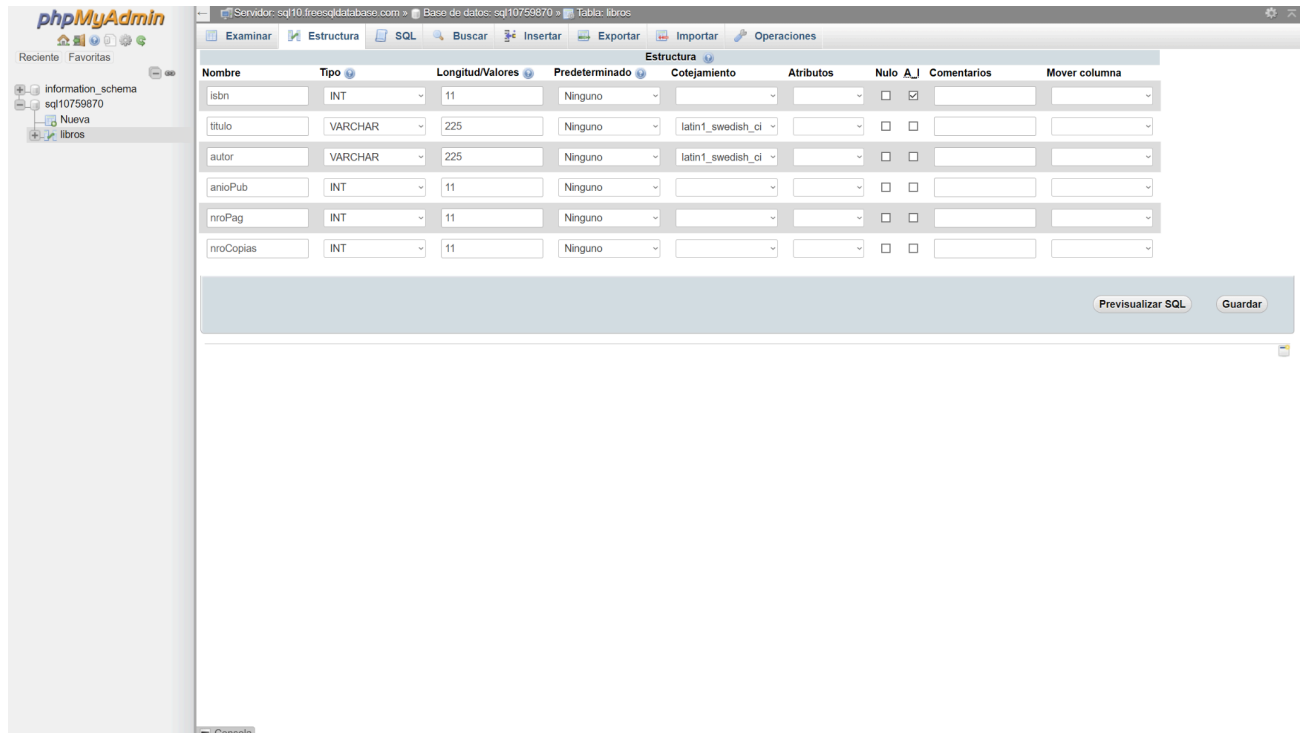 phpMyAdmin
Reciente Favoritas
information_schema
sql10759870
Nueva
libros
Servidor: sql10.freesqldatabase.com » Base de datos: sql10759870 » Tabla: libros
Examinar Estructura SQL Buscar Insertar Exportar Importar Operaciones
Estructura
Nombre Tipo Longitud/Valores Predeterminado Cotejamiento Atributos Nulo A_I Comentarios Mover columna
isbn INT 11 Ninguno
titulo VARCHAR 225 Ninguno latin1_swedish_ci
autor VARCHAR 225 Ninguno latin1_swedish_ci
anioPub INT 11 Ninguno
nroPag INT 11 Ninguno
nroCopias INT 11 Ninguno
Previsualizar SQL Guardar
Consola